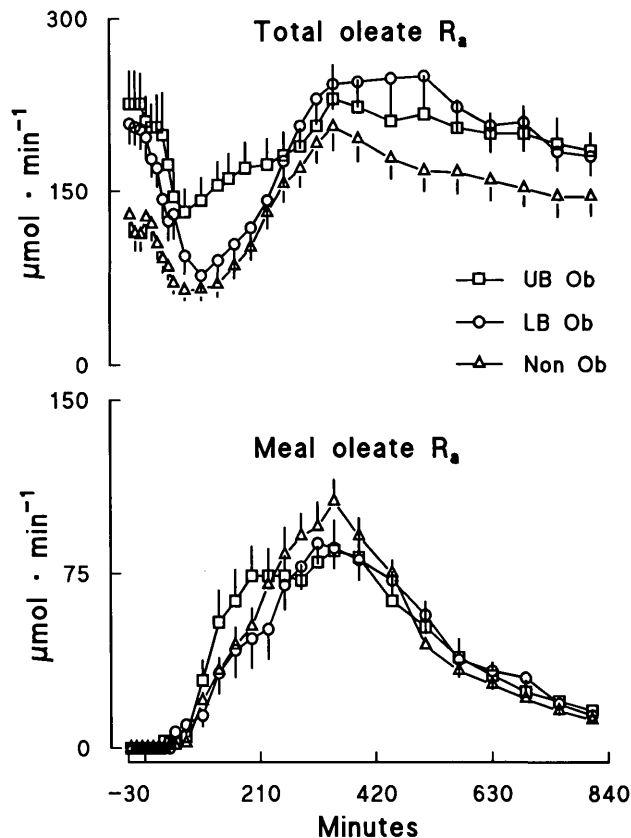 300
Total oleate Ra
μmol · min⁻¹
150
UB Ob
LB Ob
Non Ob
0
150
Meal oleate Ra
μmol · min⁻¹
75
0
-30 210 420 630 840
Minutes